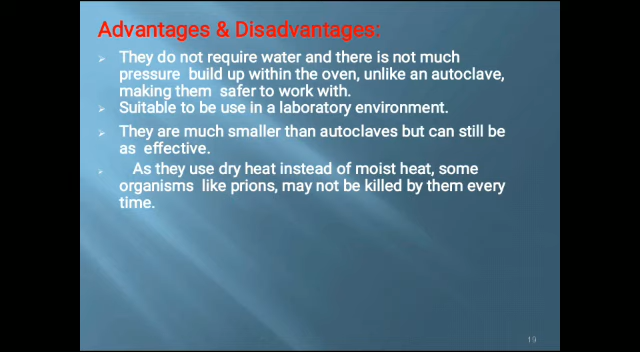 Advantages & Disadvantages:
➢ They do not require water and there is not much
pressure build up within the oven, unlike an autoclave,
making them safer to work with.
➢ Suitable to be use in a laboratory environment.
➢ They are much smaller than autoclaves but can still be
as effective.
➢ As they use dry heat instead of moist heat, some
organisms like prions, may not be killed by them every
time.
19